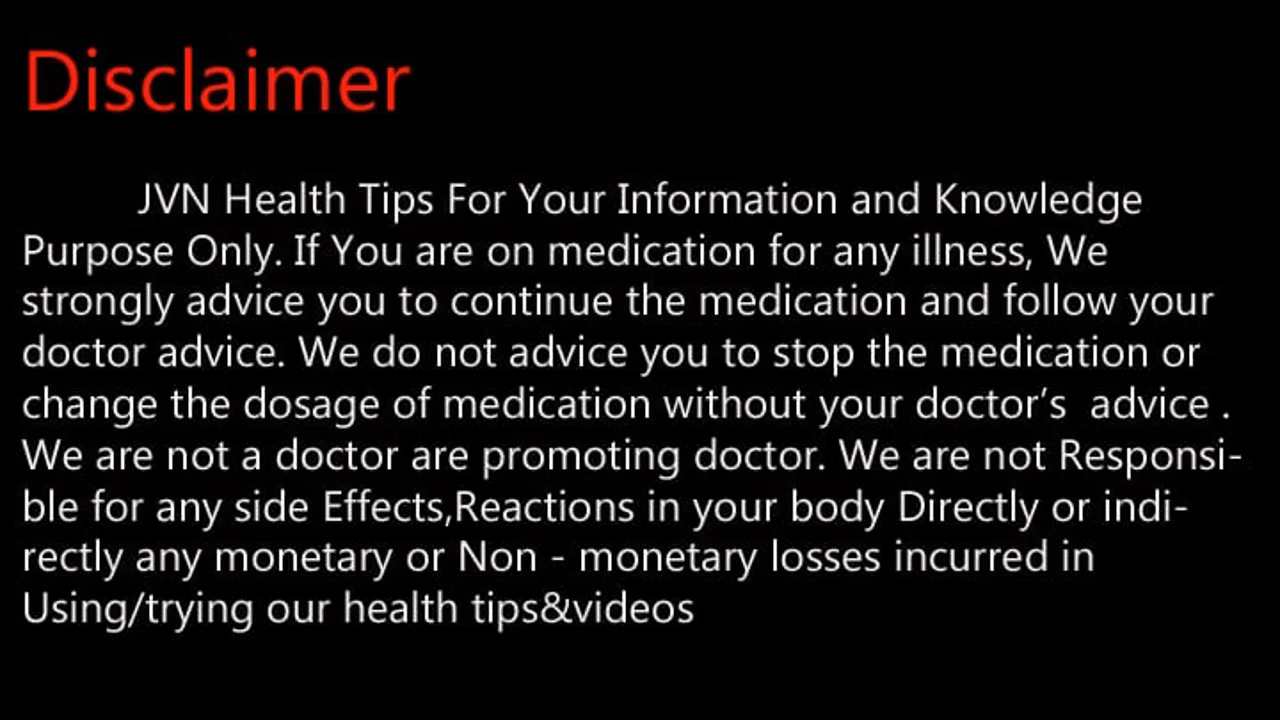 Disclaimer
JVN Health Tips For Your Information and Knowledge
Purpose Only. If You are on medication for any illness, We
strongly advice you to continue the medication and follow your
doctor advice. We do not advice you to stop the medication or
change the dosage of medication without your doctor’s  advice .
We are not a doctor are promoting doctor. We are not Responsi-
ble for any side Effects,Reactions in your body Directly or indi-
rectly any monetary or Non - monetary losses incurred in
Using/trying our health tips&videos